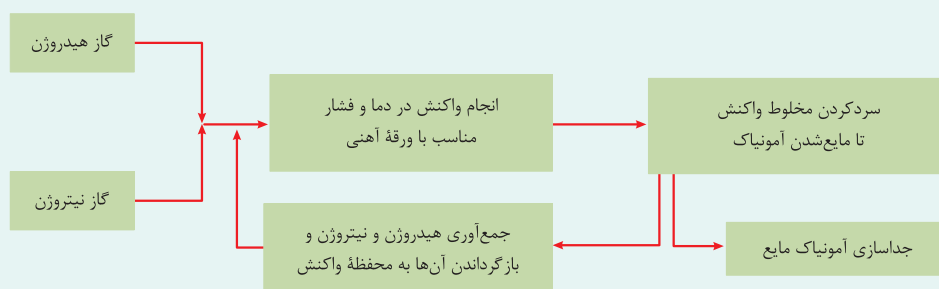 گاز هیدروژن
گاز نیتروژن
انجام واکنش در دما و فشار
مناسب با ورقهٔ آهنی
سردکردن مخلوط واکنش
تا مایع‌شدن آمونیاک
جمع‌آوری هیدروژن و نیتروژن و
بازگرداندن آن‌ها به محفظهٔ واکنش
جداسازی آمونیاک مایع